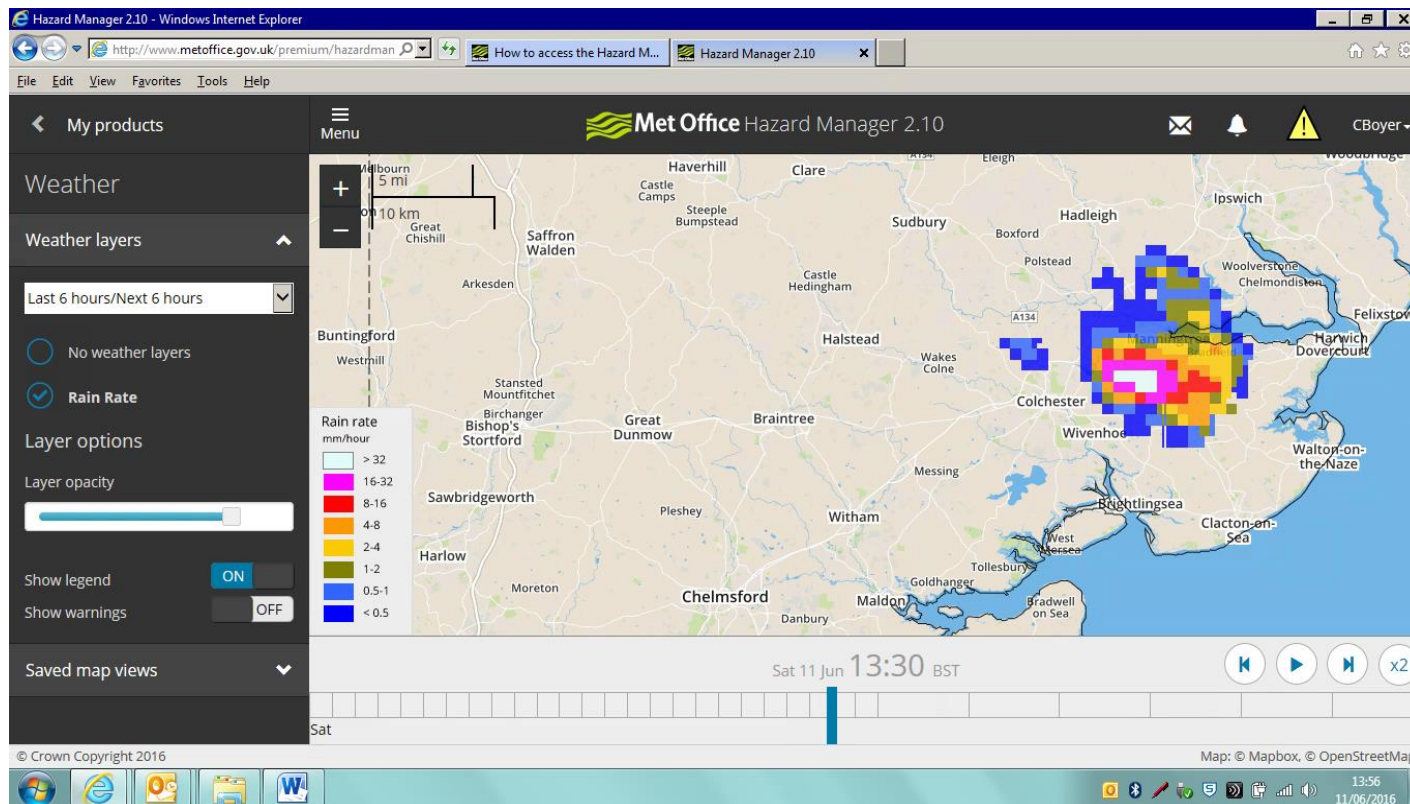 Hazard Manager 2.10 - Windows Internet Explorer
http://www.metoffice.gov.uk/premium/hazardman
How to access the Hazard M...
Hazard Manager 2.10
File Edit View Favorites Tools Help
My products
Menu
Met Office Hazard Manager 2.10
CBoyer
Weather
Weather layers
Last 6 hours/Next 6 hours
No weather layers
Rain Rate
Layer options
Layer opacity
Show legend
ON
Show warnings
OFF
Saved map views
5 mi
10 km
Haverhill
Clare
A134
Eleigh
Castle
Camps
Steeple
Bumpstead
Sudbury
Hadleigh
Ipswich
Great
Chishill
Saffron
Walden
Boxford
Polstead
Woolverstone
Chelmondiston
Arkesden
Castle
Hedingham
A134
Felixstow
Buntingford
Westmill
Halstead
Harwich
Dovercourt
Wakes
Colne
Stansted
Mountfitchet
Birchanger
Bishop's
Stortford
Great
Dunmow
Braintree
Colchester
Wivenhoe
Walton-on-
the-Naze
Messing
Sawbridgeworth
Pleshey
Witham
Brightlingsea
Clacton-on-
Sea
West
Mersea
Harlow
Tollesbury
Goldhanger
Moreton
Chelmsford
Maldon
Bradwell
on Sea
Danbury
Rain rate
mm/hour
> 32
16-32
8-16
4-8
2-4
1-2
0.5-1
< 0.5
Sat 11 Jun 13:30 BST
x2
Sat
© Crown Copyright 2016
Map: © Mapbox, © OpenStreetMap
13:56
11/06/2016